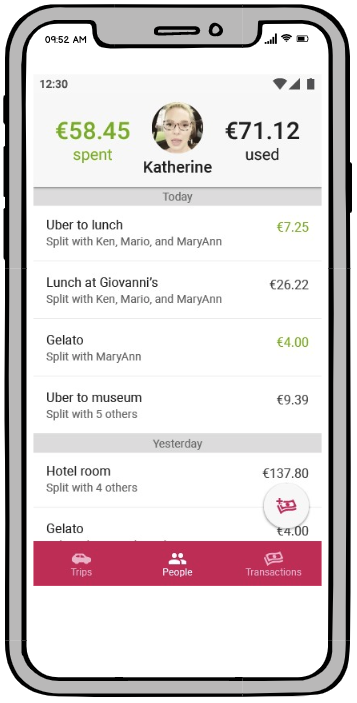 09:52 AM
12:30
€58.45
spent
Katherine
€71.12
used
Today
Uber to lunch
€7.25
Split with Ken, Mario, and MaryAnn
Lunch at Giovanni's
€26.22
Split with Ken, Mario, and MaryAnn
Gelato
€4.00
Split with MaryAnn
Uber to museum
€9.39
Split with 5 others
Yesterday
Hotel room
€137.80
Split with 4 others
Gelato
€4.00
Trips
People
Transactions